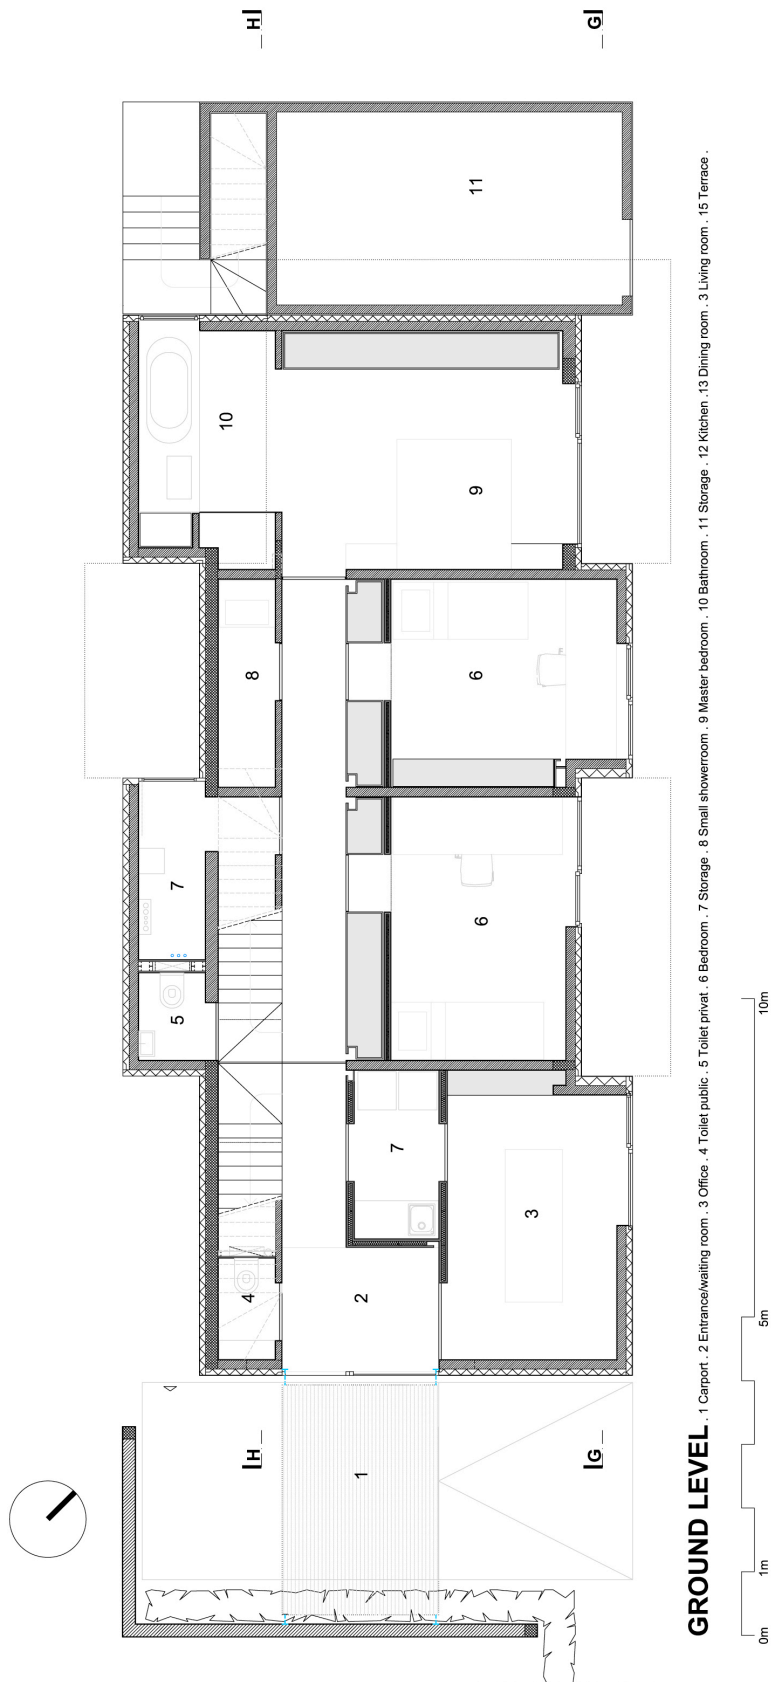 H
G
11
10
9
8
6
7
6
5
7
3
4
2
H
G
1
GROUND LEVEL . 1 Carport . 2 Entrance/waiting room . 3 Office . 4 Toilet public . 5 Toilet privat . 6 Bedroom . 7 Storage . 8 Small showerroom . 9 Master bedroom . 10 Bathroom . 11 Storage . 12 Kitchen .13 Dining room . 3 Living room . 15 Terrace .
0m
1m
5m
10m